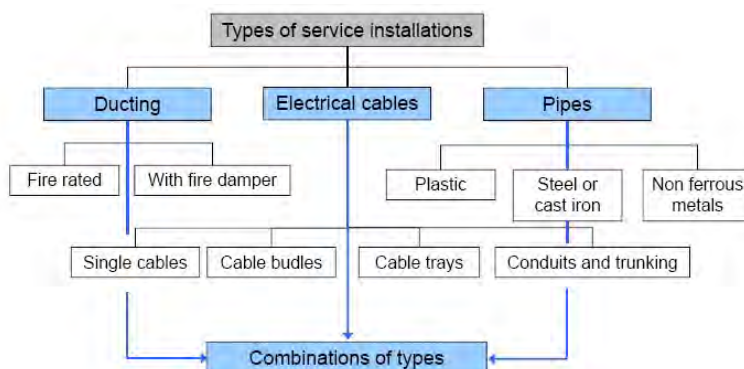 Types of service installations
Ducting
Electrical cables
Pipes
Fire rated
With fire damper
Plastic
Steel or
cast iron
Non ferrous
metals
Single cables
Cable budles
Cable trays
Conduits and trunking
Combinations of types